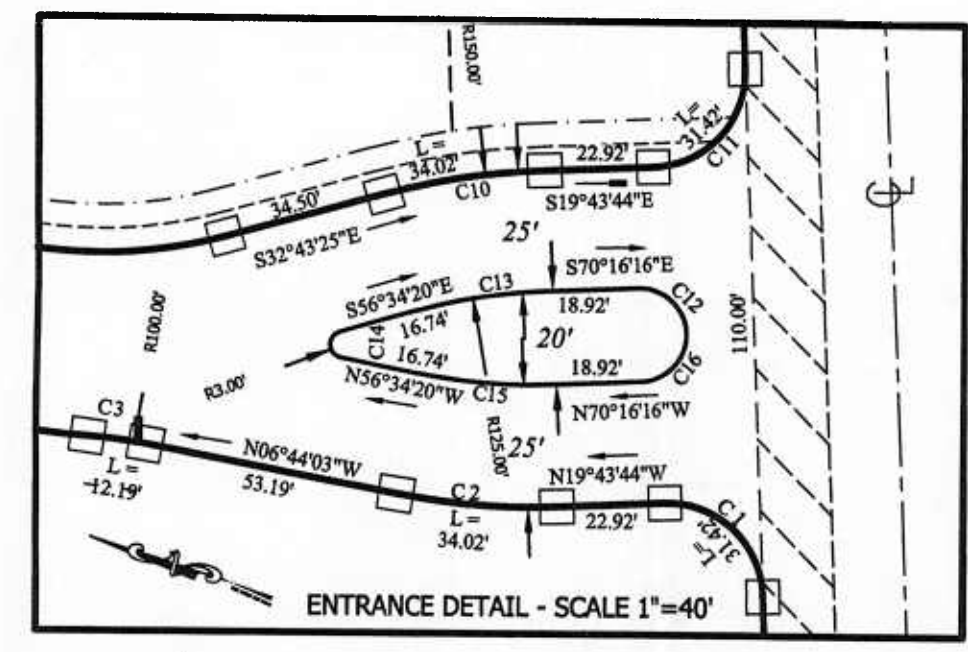 R150.00'
L=
31.42'
C11
L =
34.02'
22.92'
C10
34.50'
S19°43'44"E
S32°43'25"E
25'
S70°16'16"E
C13
C12
S56°34'20"E
18.92'
16.74'
C14
20'
110.00'
℄
R100.00'
16.74'
18.92'
C16
R3.00'
N56°34'20"W
C15
N70°16'16"W
R125.00'
25'
C3
N06°44'03"W
N19°43'44"W
L =
12.19'
53.19'
C2
L =
34.02'
22.92'
C1
L=
31.42'
ENTRANCE DETAIL - SCALE 1"=40'